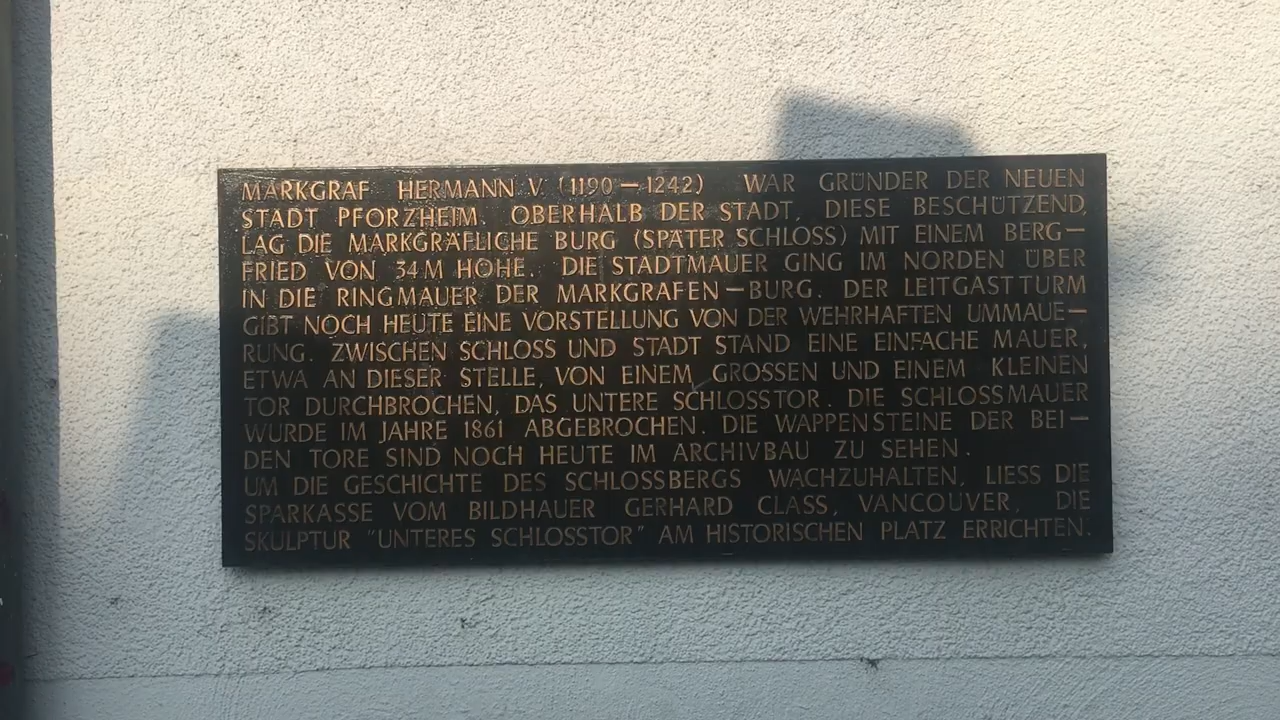 MARKGRAF HERMANN V. (1190 — 1242) WAR GRÜNDER DER NEUEN
STADT PFORZHEIM. OBERHALB DER STADT, DIESE BESCHÜTZEND,
LAG DIE MARKGRÄFLICHE BURG (SPÄTER SCHLOSS) MIT EINEM BERG—
FRIED VON 34 M HÖHE. DIE STADTMAUER GING IM NORDEN ÜBER
IN DIE RINGMAUER DER MARKGRAFEN—BURG. DER LEITGASTTURM
GIBT NOCH HEUTE EINE VORSTELLUNG VON DER WEHRHAFTEN UMMAUE—
RUNG. ZWISCHEN SCHLOSS UND STADT STAND EINE EINFACHE MAUER,
ETWA AN DIESER STELLE, VON EINEM GROSSEN UND EINEM KLEINEN
TOR DURCHBROCHEN, DAS UNTERE SCHLOSSTOR. DIE SCHLOSSMAUER
WURDE IM JAHRE 1861 ABGEBROCHEN. DIE WAPPENSTEINE DER BEI—
DEN TORE SIND NOCH HEUTE IM ARCHIVBAU ZU SEHEN.
UM DIE GESCHICHTE DES SCHLOSSBERGS WACHZUHALTEN, LIESS DIE
SPARKASSE VOM BILDHAUER GERHARD CLASS, VANCOUVER, DIE
SKULPTUR "UNTERES SCHLOSSTOR" AM HISTORISCHEN PLATZ ERRICHTEN.